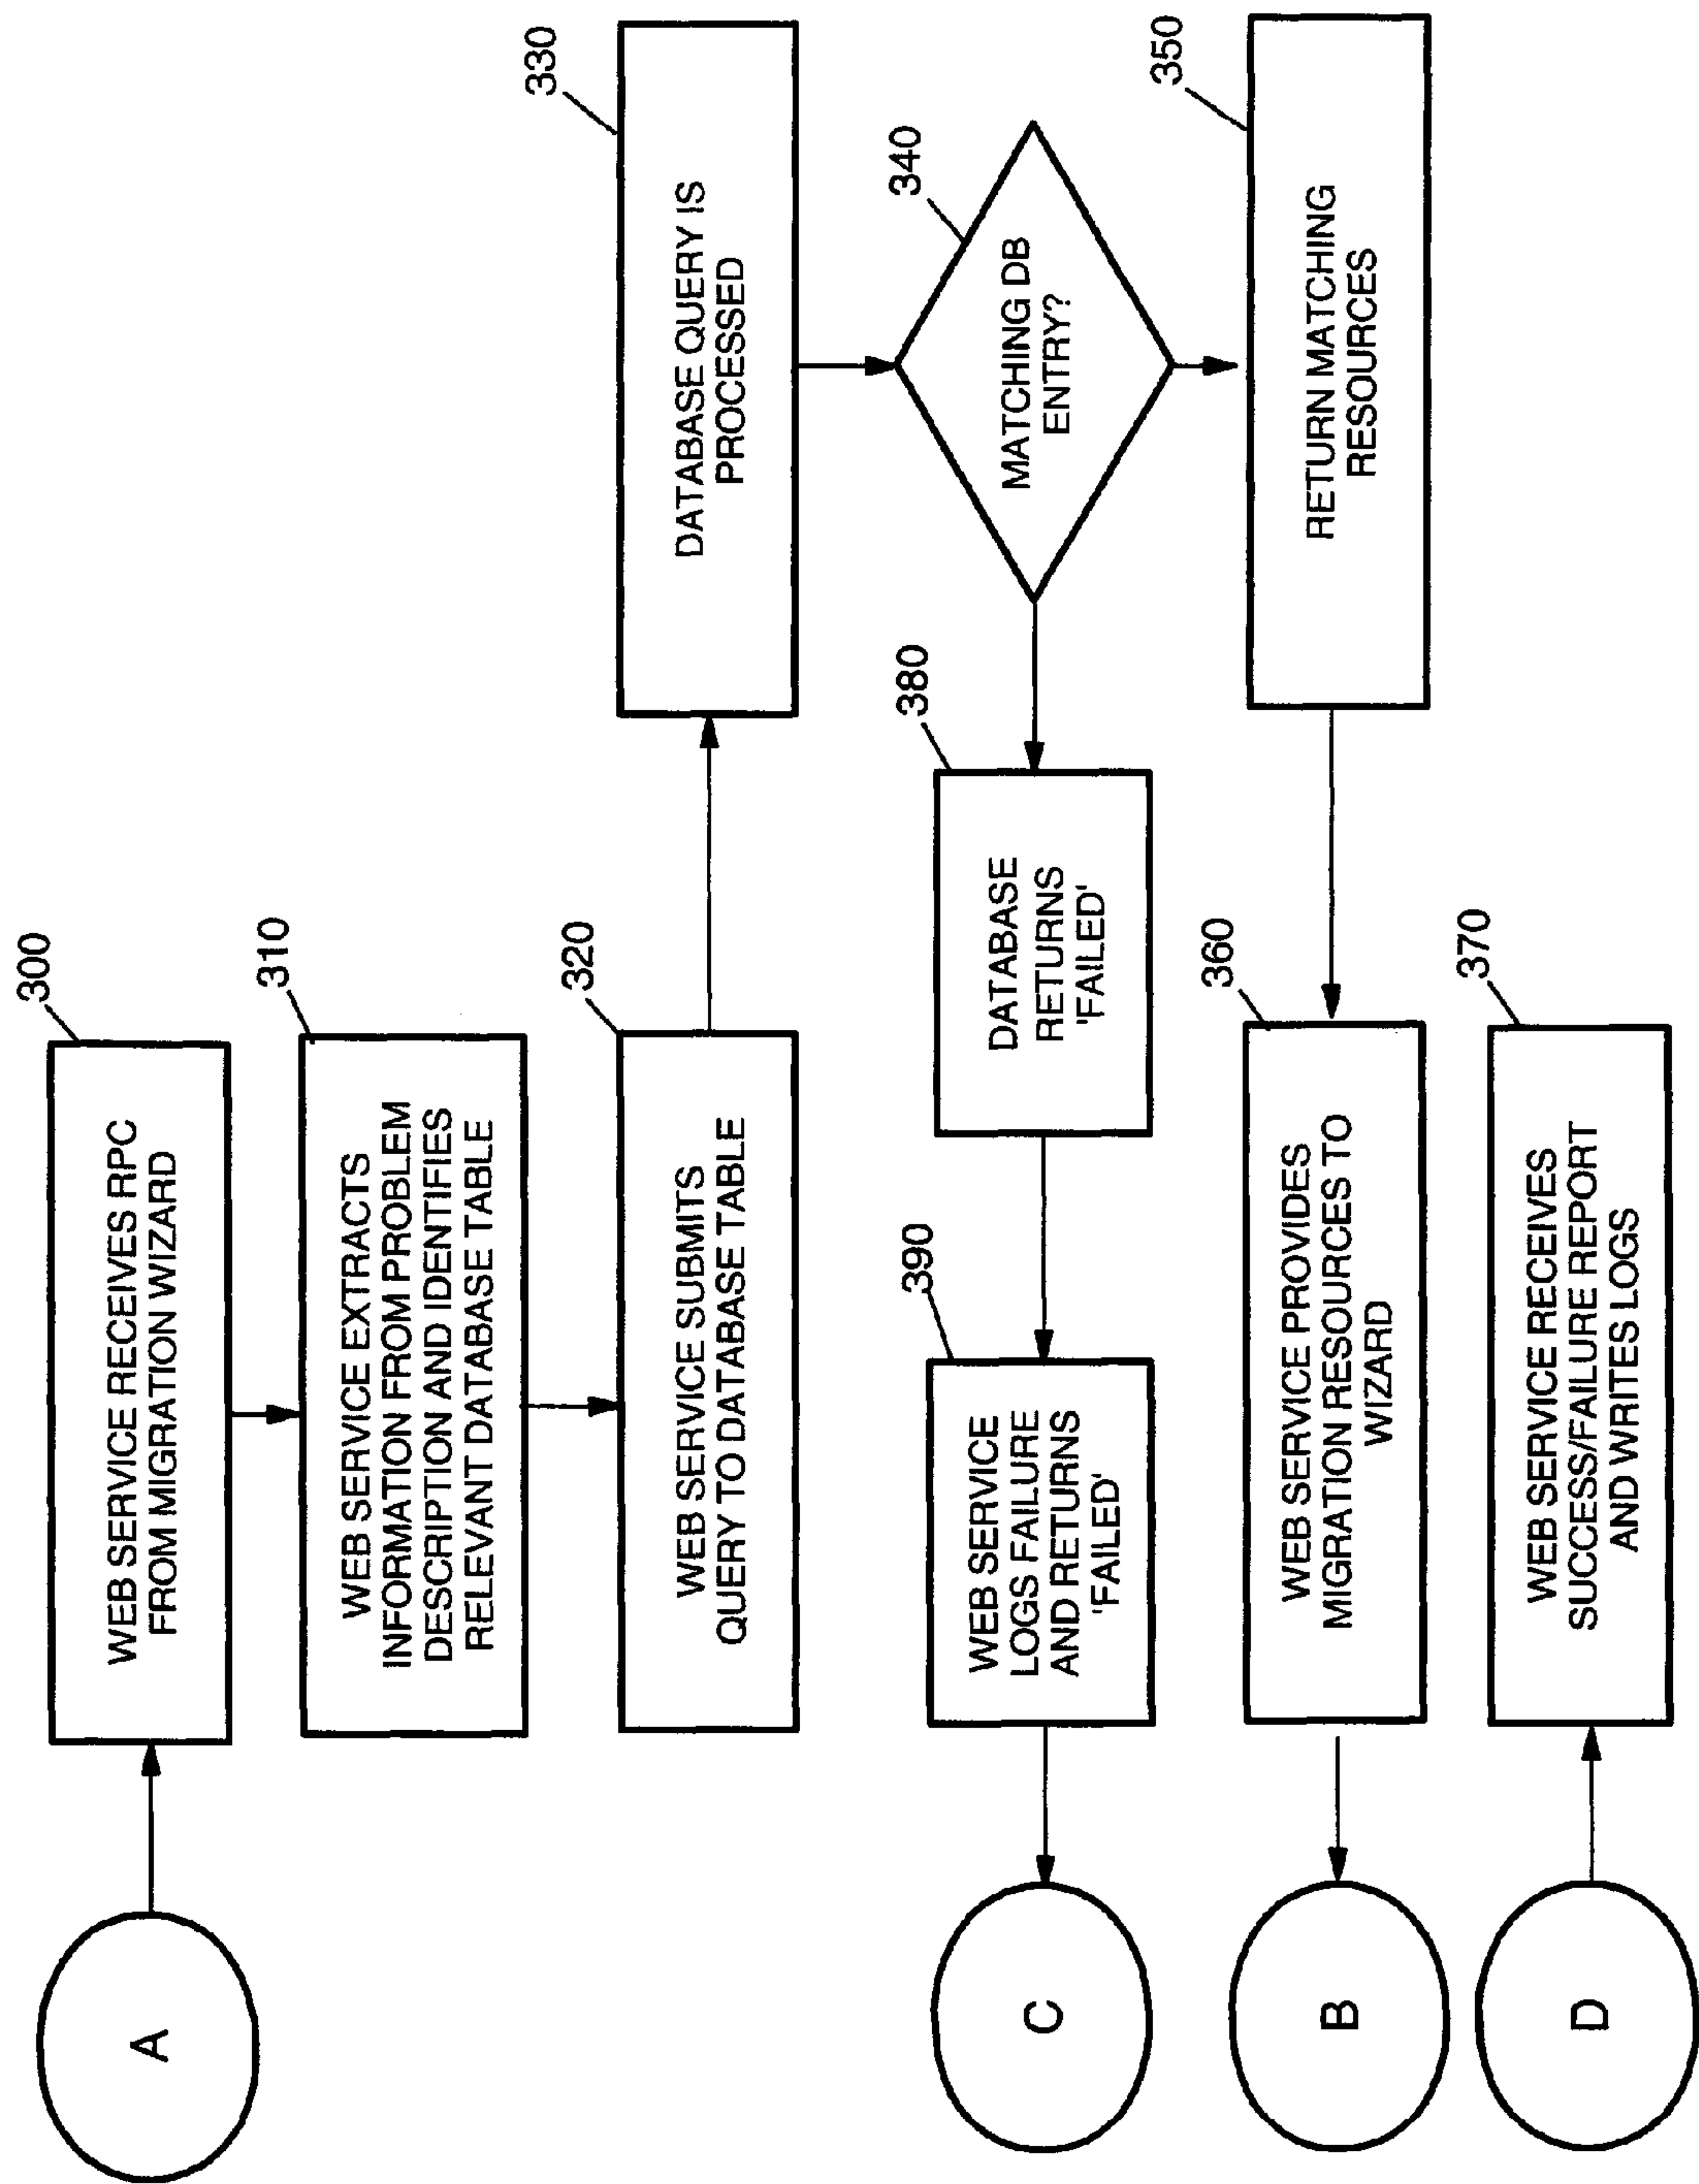 A
300
WEB SERVICE RECEIVES RPC
FROM MIGRATION WIZARD
310
WEB SERVICE EXTRACTS
INFORMATION FROM PROBLEM
DESCRIPTION AND IDENTIFIES
RELEVANT DATABASE TABLE
320
WEB SERVICE SUBMITS
QUERY TO DATABASE TABLE
330
DATABASE QUERY IS
PROCESSED
340
MATCHING DB
ENTRY?
380
DATABASE
RETURNS
'FAILED'
390
WEB SERVICE
LOGS FAILURE
AND RETURNS
'FAILED'
C
350
RETURN MATCHING
RESOURCES
360
WEB SERVICE PROVIDES
MIGRATION RESOURCES TO
WIZARD
B
370
WEB SERVICE RECEIVES
SUCCESS/FAILURE REPORT
AND WRITES LOGS
D